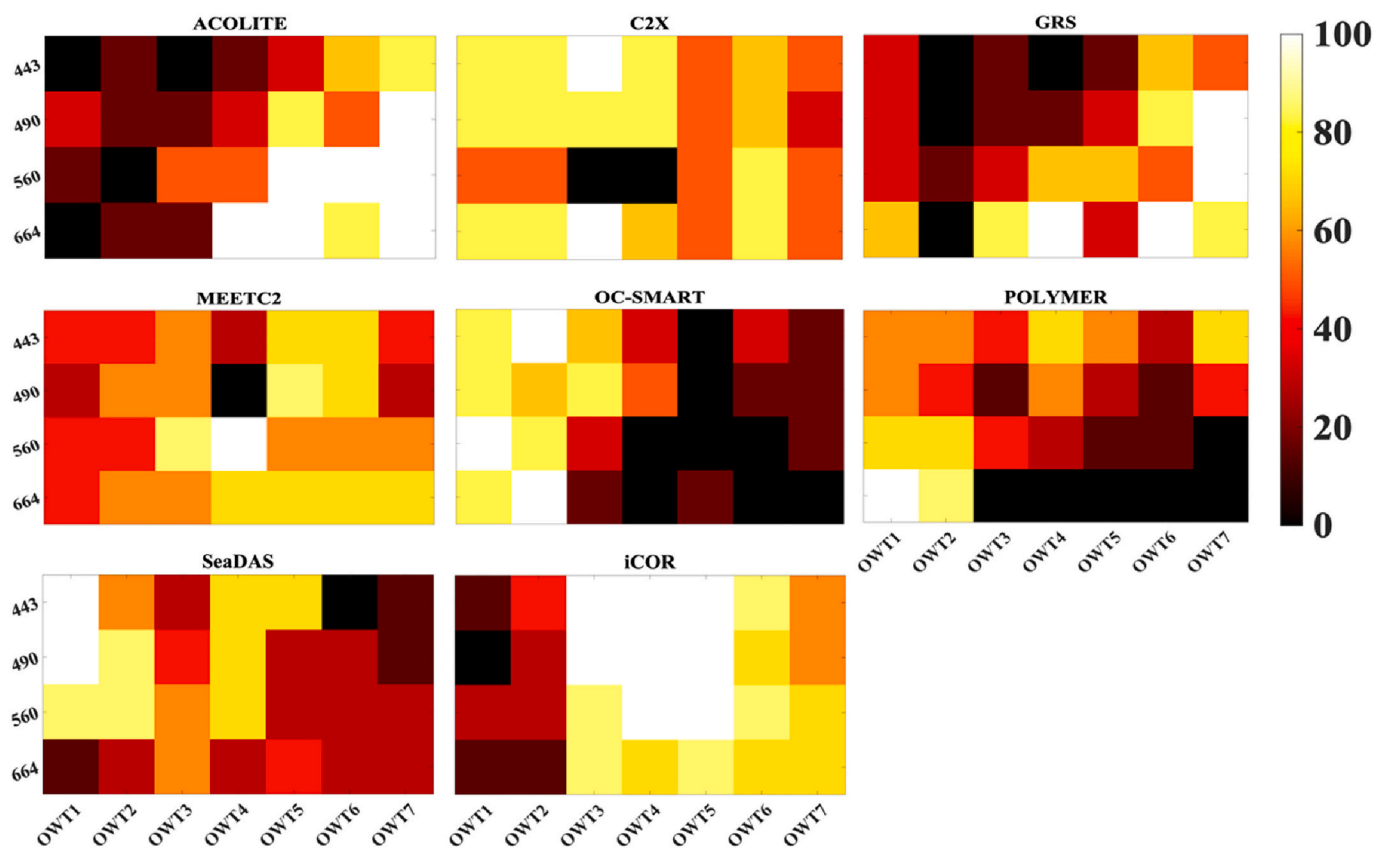 ACOLITE
C2X
GRS
443
490
560
664
100
80
60
40
20
0
MEETC2
OC-SMART
POLYMER
443
490
560
664
OWT1
OWT2
OWT3
OWT4
OWT5
OWT6
OWT7
SeaDAS
iCOR
443
490
560
664
OWT1
OWT2
OWT3
OWT4
OWT5
OWT6
OWT7
OWT1
OWT2
OWT3
OWT4
OWT5
OWT6
OWT7